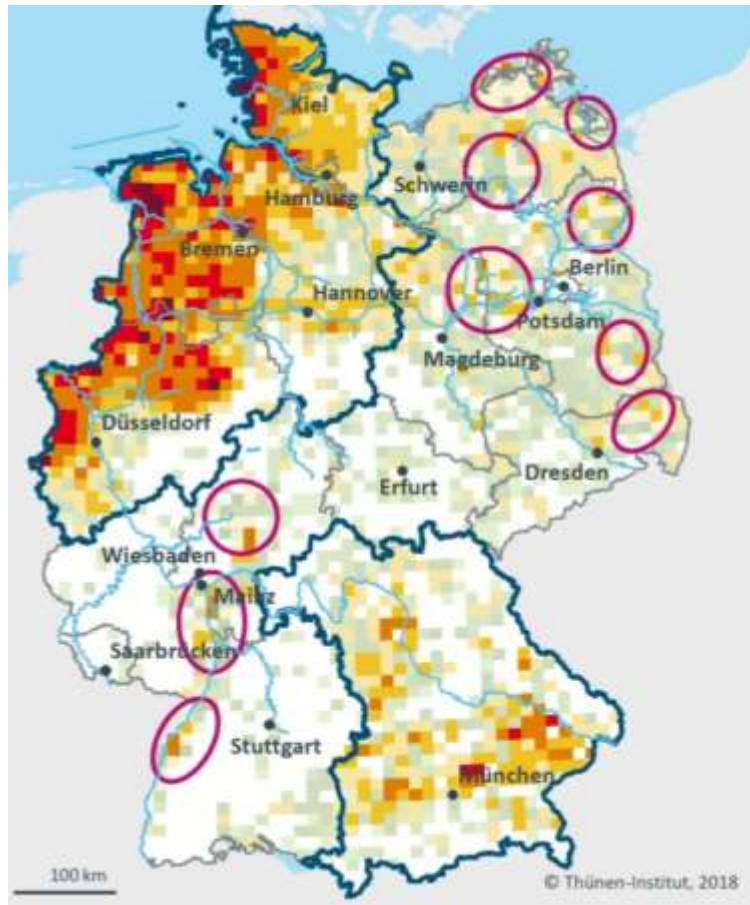 Kiel
Schwerin
Hamburg
Bremen
Berlin
Hannover
Potsdam
Magdeburg
Düsseldorf
Dresden
Erfurt
Wiesbaden
Mainz
Saarbrücken
Stuttgart
München
100 km
© Thünen-Institut, 2018